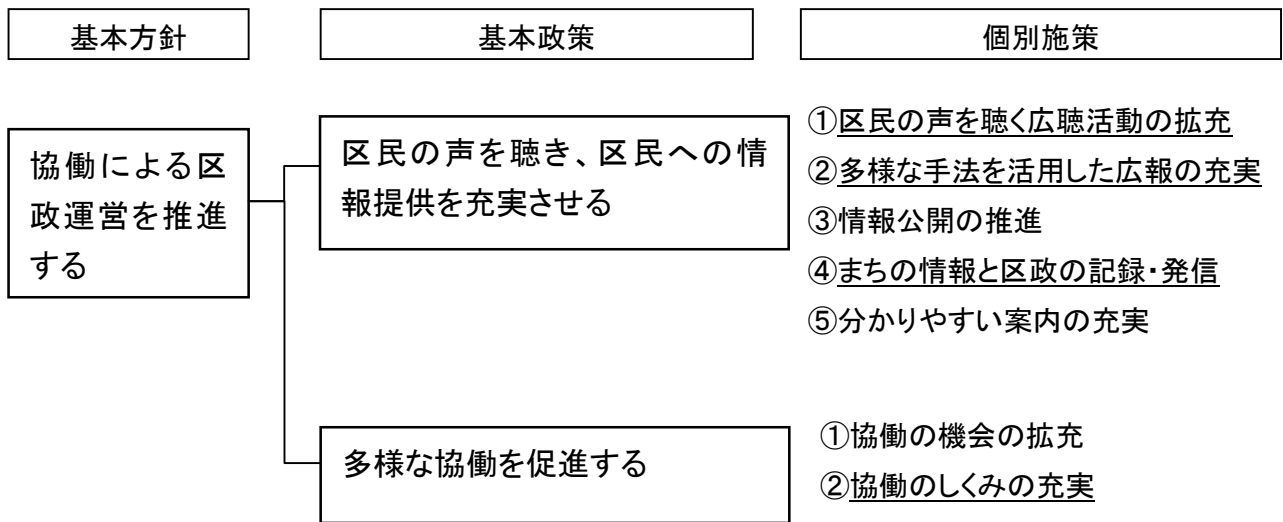 基本方針
基本政策
個別施策
協働による区
政運営を推進
する
区民の声を聴き、区民への情
報提供を充実させる
①区民の声を聴く広聴活動の拡充
②多様な手法を活用した広報の充実
③情報公開の推進
④まちの情報と区政の記録・発信
⑤分かりやすい案内の充実
多様な協働を促進する
①協働の機会の拡充
②協働のしくみの充実